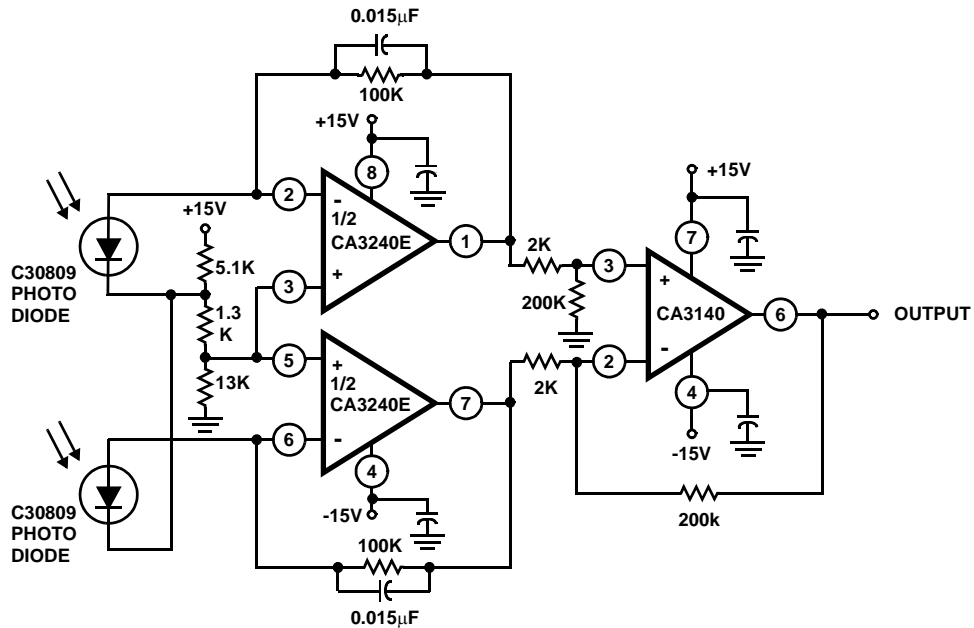 0.015μF
100K
+15V
8
2
-
1/2
CA3240E
+
3
1
+15V
5.1K
1.3
K
13K
C30809
PHOTO
DIODE
2K
3
200K
+15V
7
+
CA3140
-
6
OUTPUT
2
2K
4
-15V
200k
5
+
1/2
CA3240E
-
6
7
4
-15V
C30809
PHOTO
DIODE
100K
0.015μF